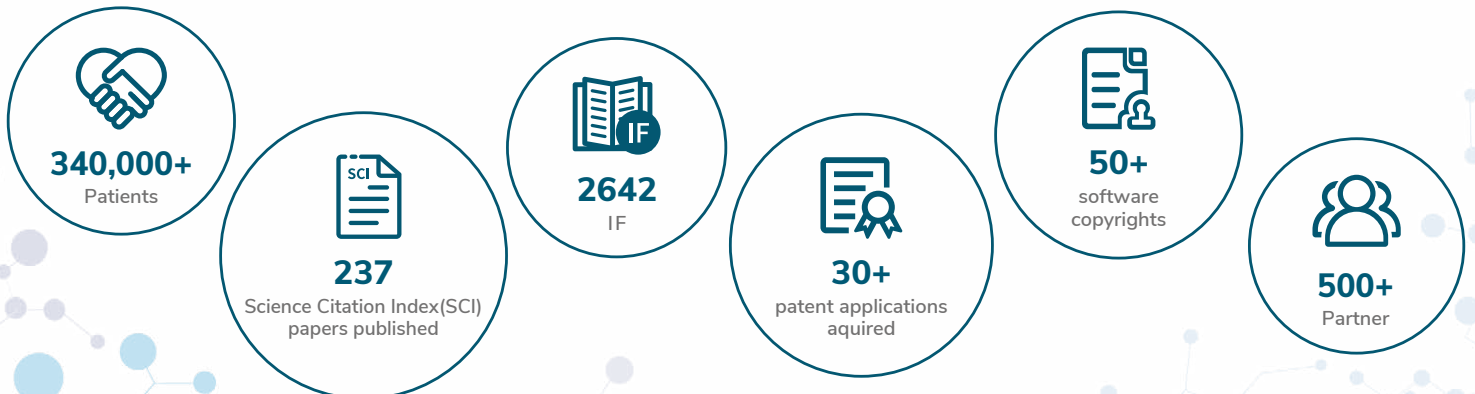 340,000+
Patients
SCI
237
Science Citation Index(SCI)
papers published
IF
2642
IF
30+
patent applications
aquired
50+
software
copyrights
500+
Partner